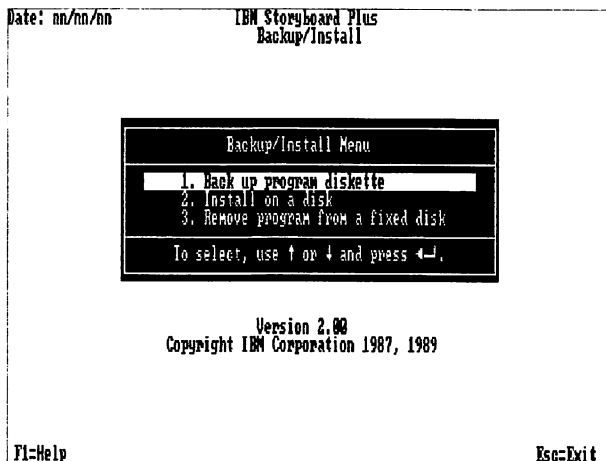 Date: nn/nn/nn
IBM Storyboard Plus
Backup/Install
Backup/Install Menu
1. Back up program diskette
2. Install on a disk
3. Remove program from a fixed disk
To select, use ↑ or ↓ and press ◄─┘.
Version 2.00
Copyright IBM Corporation 1987, 1989
F1=Help Esc=Exit